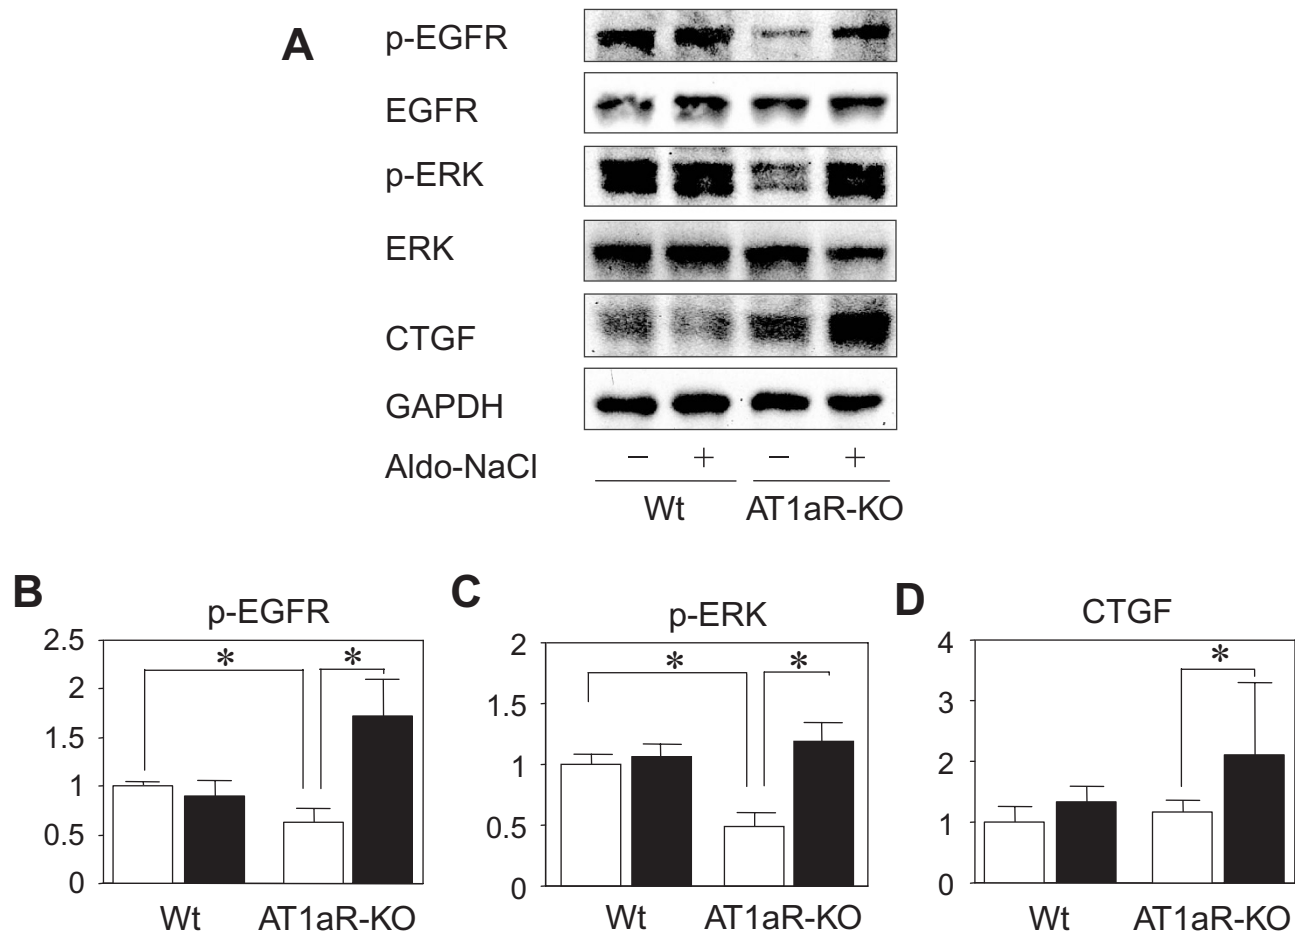 A
p-EGFR
EGFR
p-ERK
ERK
CTGF
GAPDH
Aldo-NaCl − + − +
Wt AT1aR-KO
B
p-EGFR
2.5
2
1.5
1
0.5
0
* *
Wt AT1aR-KO
C
p-ERK
2
1.5
1
0.5
0
* *
Wt AT1aR-KO
D
CTGF
4
3
2
1
0
*
Wt AT1aR-KO